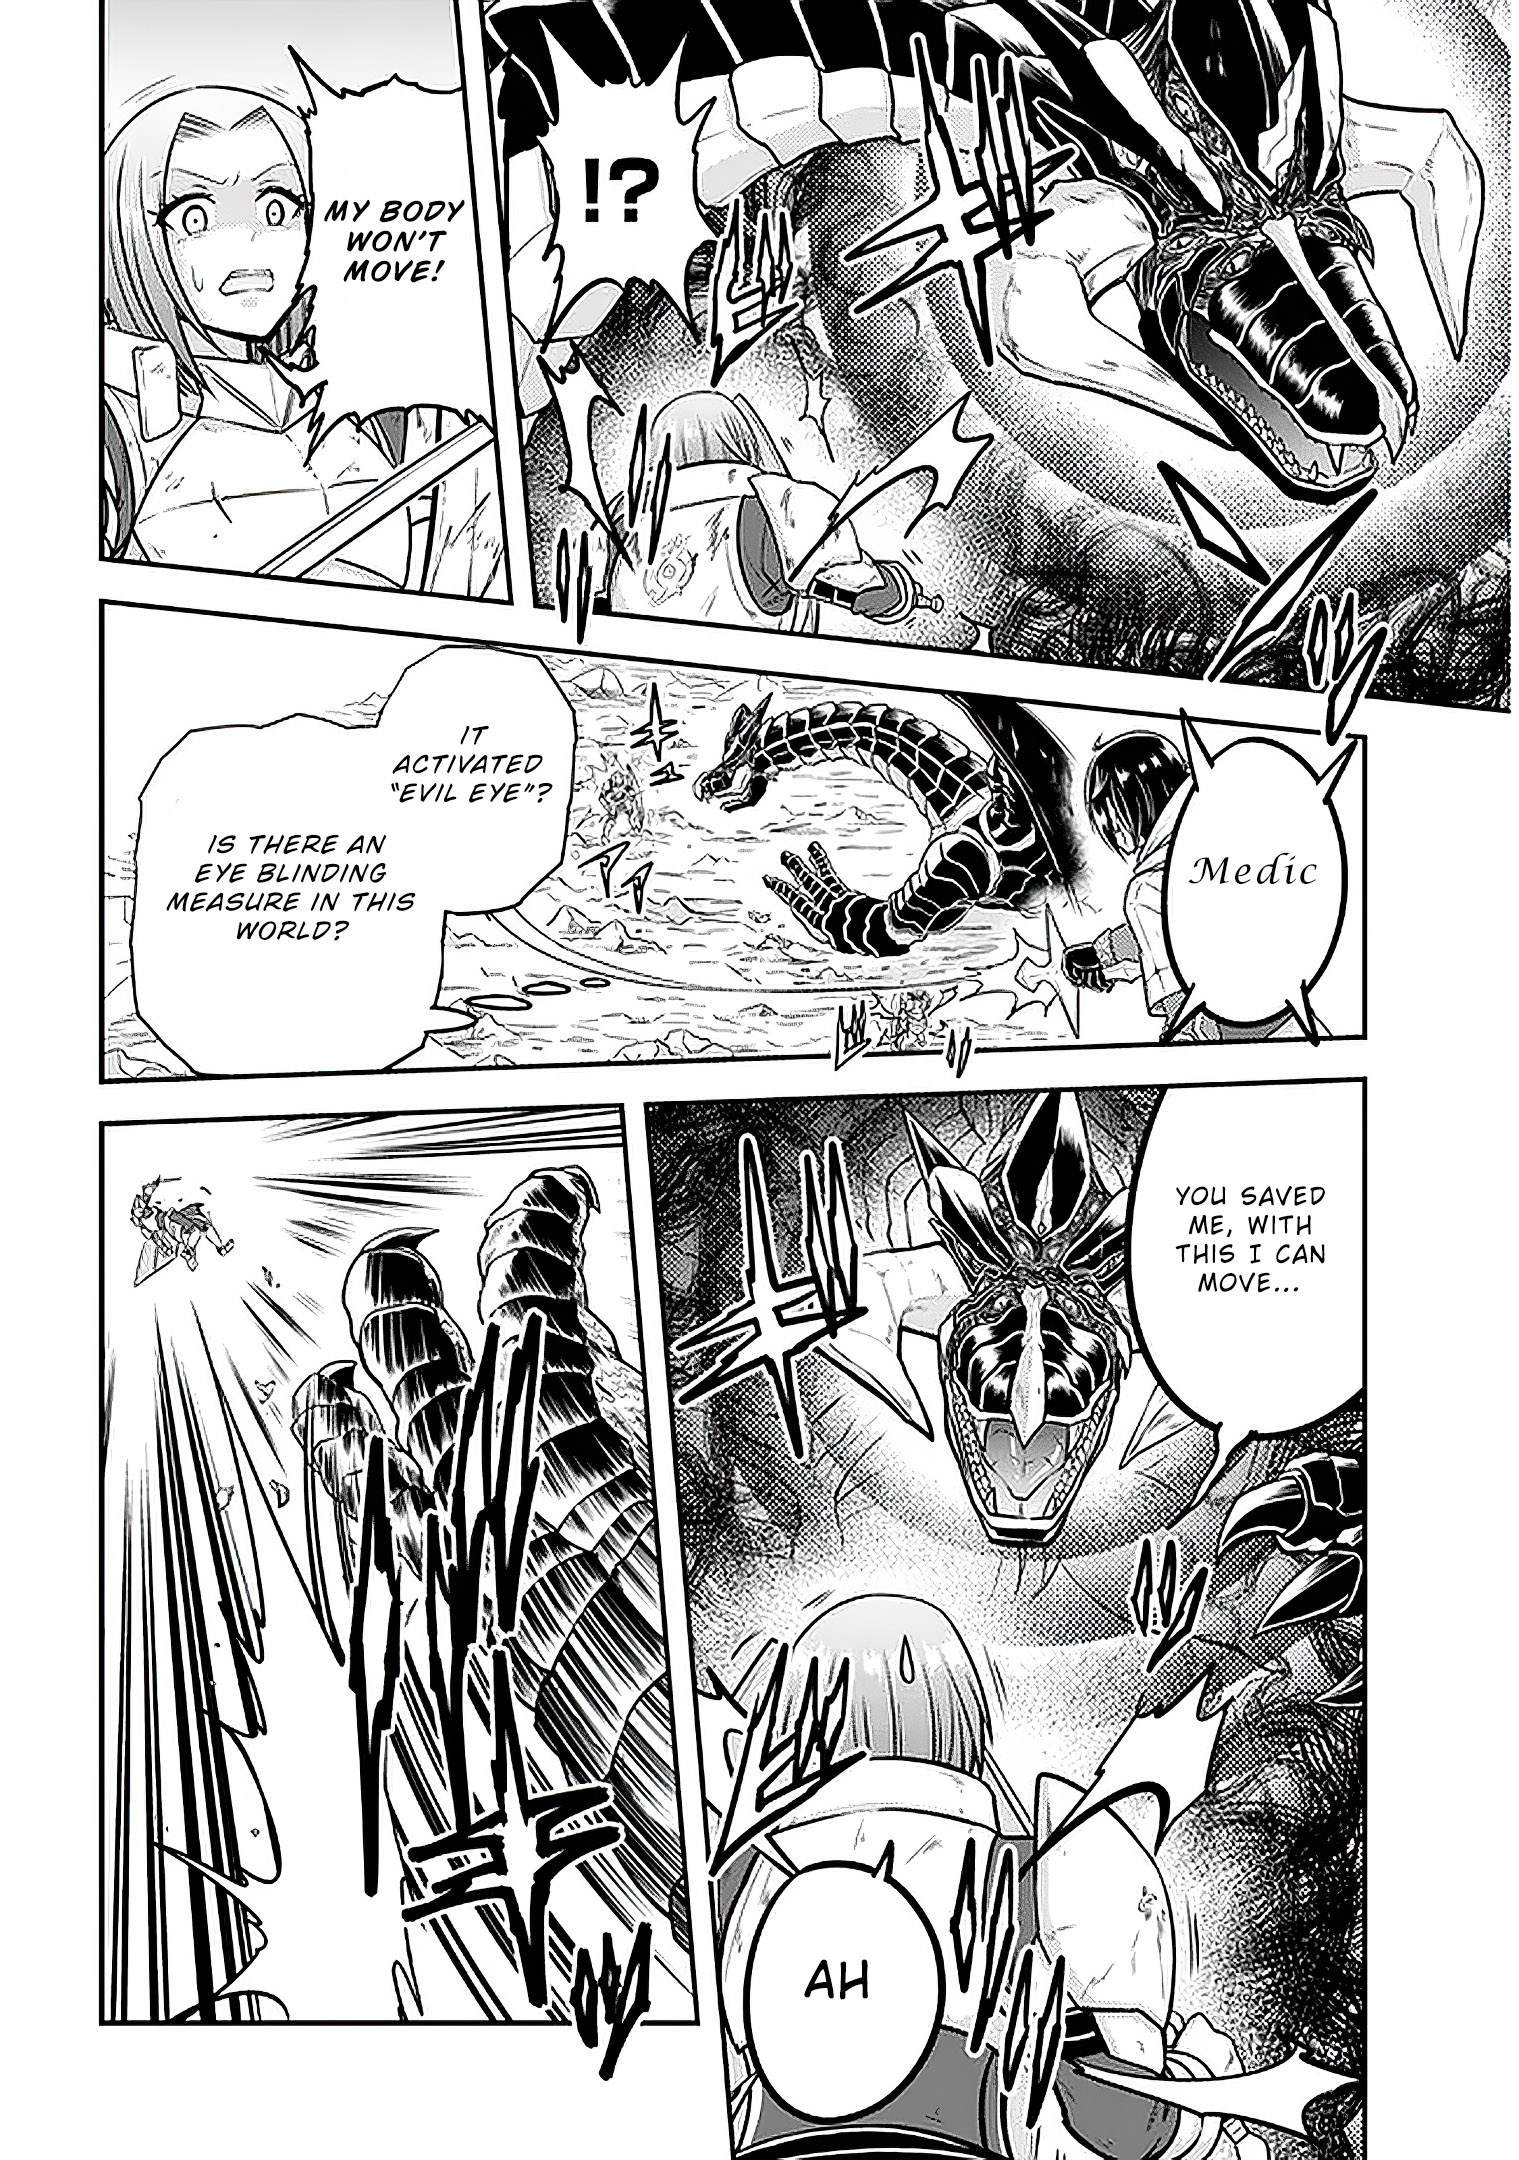 !?
MY BODY
WON'T
MOVE!
Medic
IT
ACTIVATED
"EVIL EYE"?
IS THERE AN
EYE BLINDING
MEASURE IN THIS
WORLD?
YOU SAVED
ME, WITH
THIS I CAN
MOVE...
AH